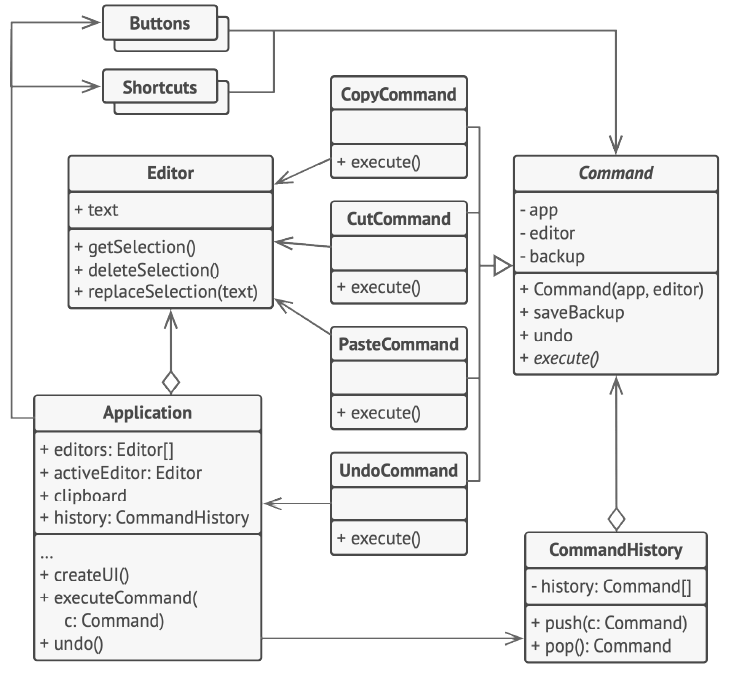 Buttons
Shortcuts
CopyCommand
+ execute()
Editor
+ text
+ getSelection()
+ deleteSelection()
+ replaceSelection(text)
CutCommand
+ execute()
Command
- app
- editor
- backup
+ Command(app, editor)
+ saveBackup
+ undo
+ execute()
PasteCommand
+ execute()
Application
+ editors: Editor[]
+ activeEditor: Editor
+ clipboard
+ history: CommandHistory
...
+ createUI()
+ executeCommand(
c: Command)
+ undo()
UndoCommand
+ execute()
CommandHistory
- history: Command[]
+ push(c: Command)
+ pop(): Command